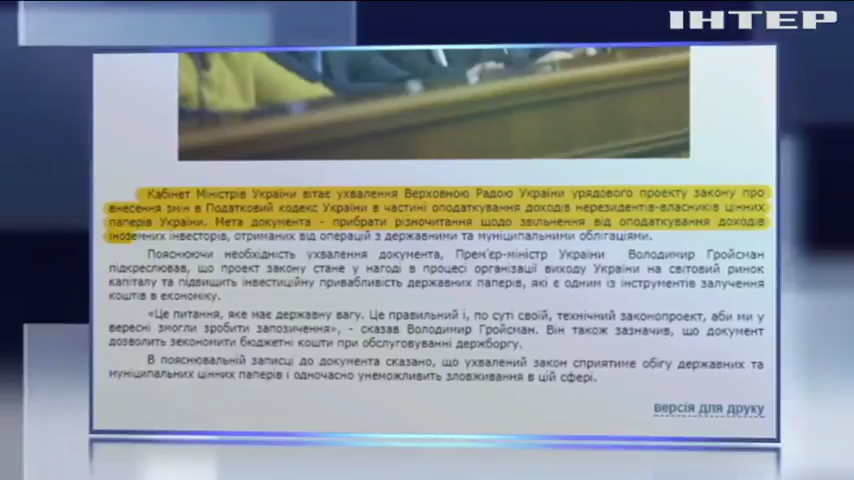 ІНТЕР
Кабінет Міністрів України вітає ухвалення Верховною Радою України урядового проекту закону про
внесення змін в Податковий кодекс України в частині оподаткування доходів нерезидентів-власників цінних
паперів України. Мета документа - прибрати різночитання щодо звільнення від оподаткування доходів
іноземних інвесторів, отриманих від операцій з державними та муніципальними облігаціями.
Пояснюючи необхідність ухвалення документа, Прем'єр-міністр України Володимир Гройсман
підкреслював, що проект закону стане у нагоді в процесі організації виходу України на світовий ринок
капіталу та підвищить інвестиційну привабливість державних паперів, які є одним із інструментів залучення
коштів в економіку.
«Це питання, яке має державну вагу. Це правильний і, по суті своїй, технічний законопроект, аби ми у
вересні змогли зробити запозичення», - сказав Володимир Гройсман. Він також зазначив, що документ
дозволить зекономити бюджетні кошти при обслуговуванні держборгу.
В пояснювальній записці до документа сказано, що ухвалений закон сприятиме обігу державних та
муніципальних цінних паперів і одночасно унеможливить зловживання в цій сфері.
версія для друку